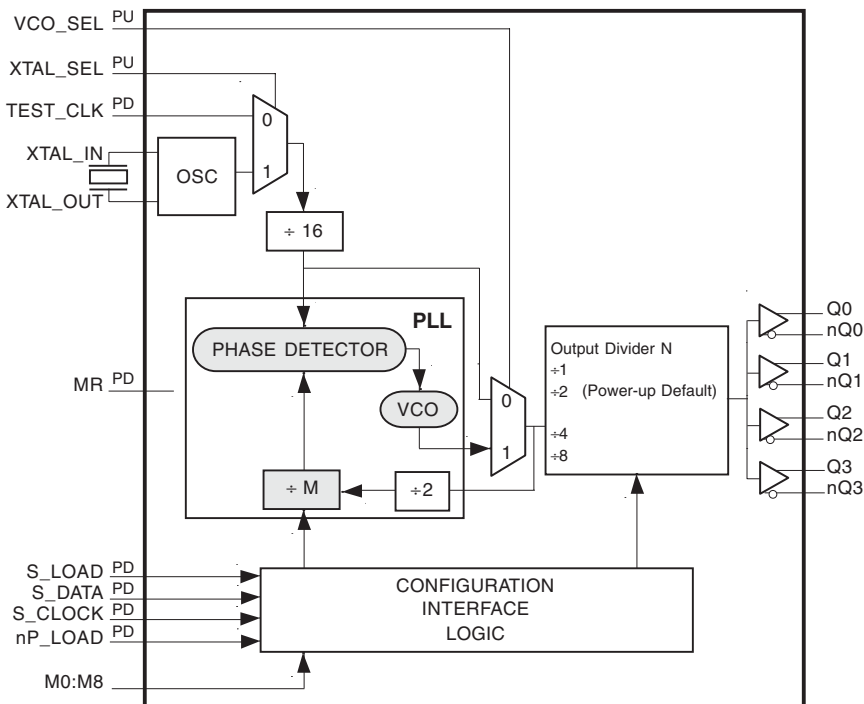 VCO_SEL PU
XTAL_SEL PU
TEST_CLK PD
XTAL_IN
XTAL_OUT
OSC
0
1
÷ 16
PLL
PHASE DETECTOR
VCO
MR PD
÷ M
÷2
0
1
Output Divider N
÷1
÷2 (Power-up Default)
÷4
÷8
Q0
nQ0
Q1
nQ1
Q2
nQ2
Q3
nQ3
S_LOAD PD
S_DATA PD
S_CLOCK PD
nP_LOAD PD
M0:M8
CONFIGURATION
INTERFACE
LOGIC